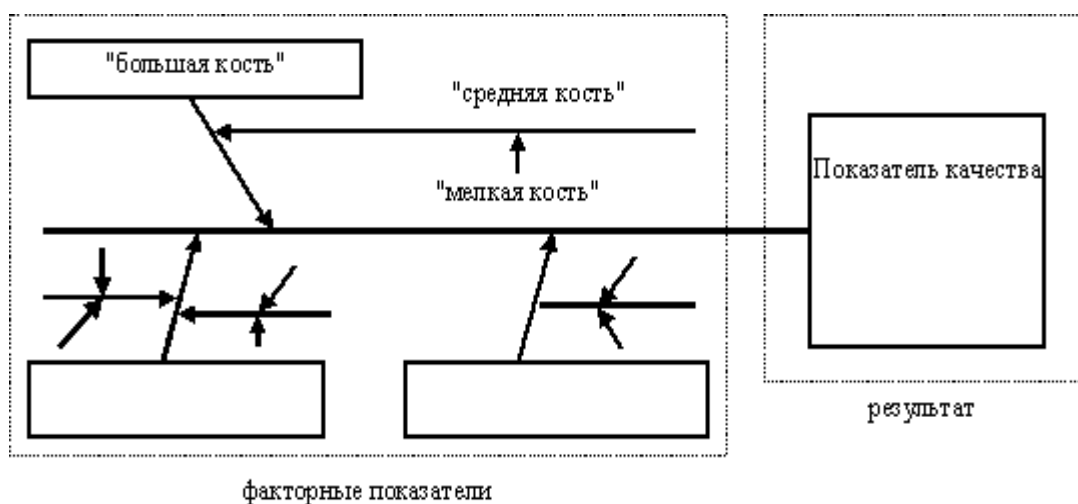 "большая кость"
"средняя кость"
"мелкая кость"
Показатель качества
результат
факторные показатели